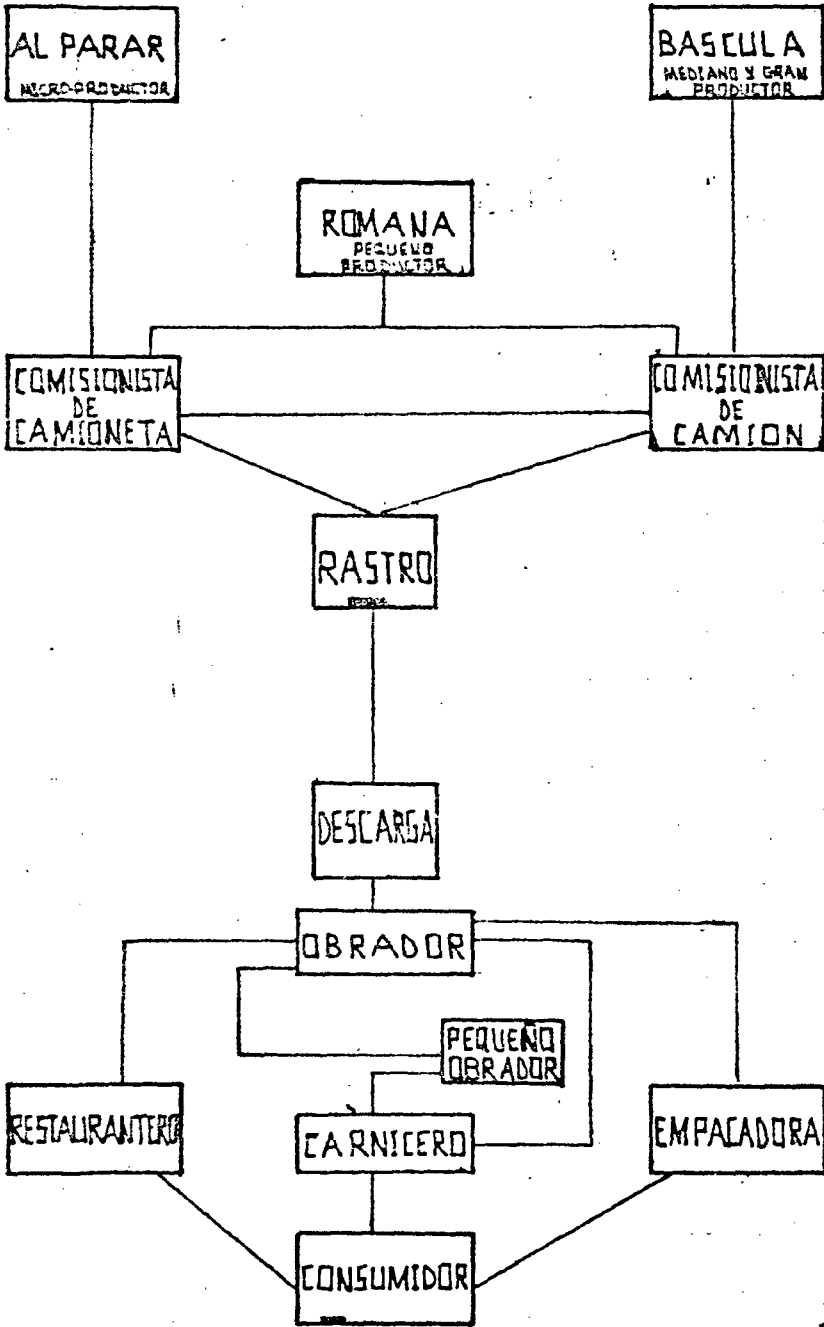 AL PARAR
MICRO-PRODUCTOR
BASCULA
MEDIANO Y GRAN
PRODUCTOR
ROMANA
PEQUEÑO
PRODUCTOR
COMISIONISTA
DE
CAMIONETA
COMISIONISTA
DE
CAMION
RASTRO
DESCARGA
OBRADOR
PEQUEÑO
OBRADOR
RESTAURANTERO
CARNICERO
EMPACADORA
CONSUMIDOR